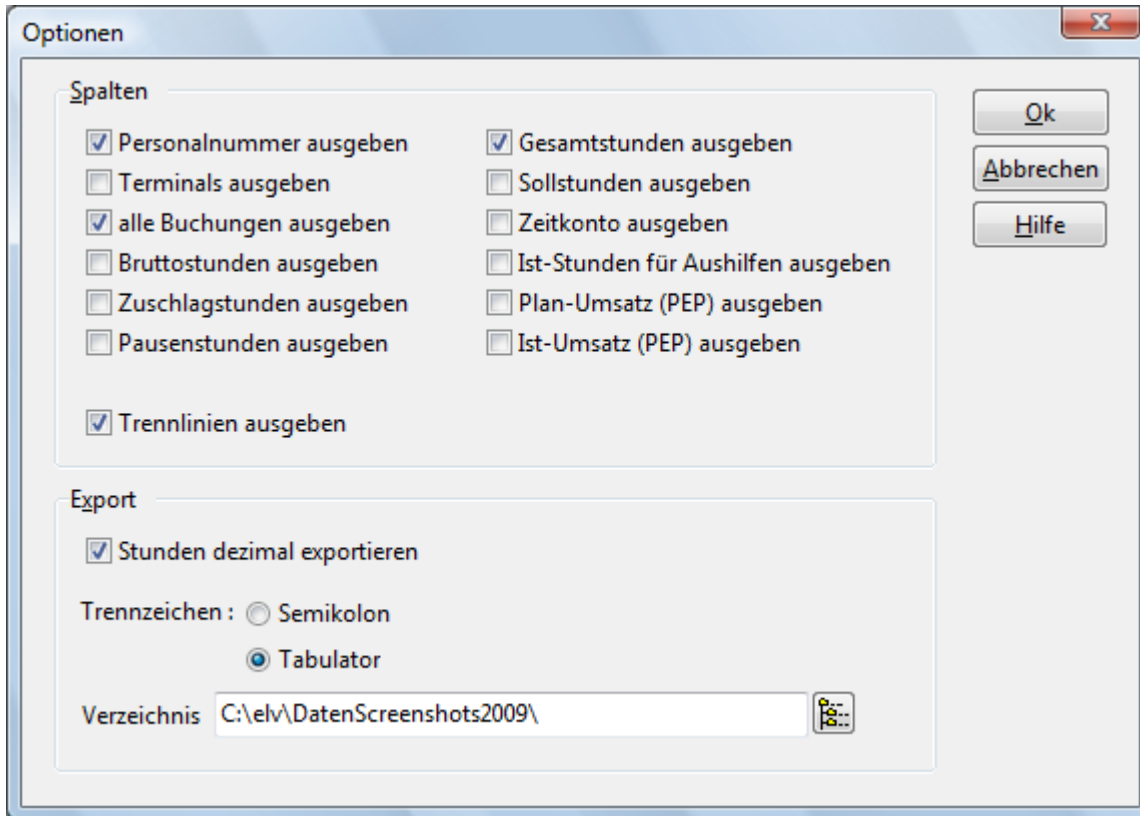 Optionen
Spalten
Personalnummer ausgeben
Terminals ausgeben
alle Buchungen ausgeben
Bruttostunden ausgeben
Zuschlagstunden ausgeben
Pausenstunden ausgeben
Gesamtstunden ausgeben
Sollstunden ausgeben
Zeitkonto ausgeben
Ist-Stunden für Aushilfen ausgeben
Plan-Umsatz (PEP) ausgeben
Ist-Umsatz (PEP) ausgeben
Trennlinien ausgeben
Ok
Abbrechen
Hilfe
Export
Stunden dezimal exportieren
Trennzeichen : Semikolon
Tabulator
Verzeichnis C:\elv\DatenScreenshots2009\